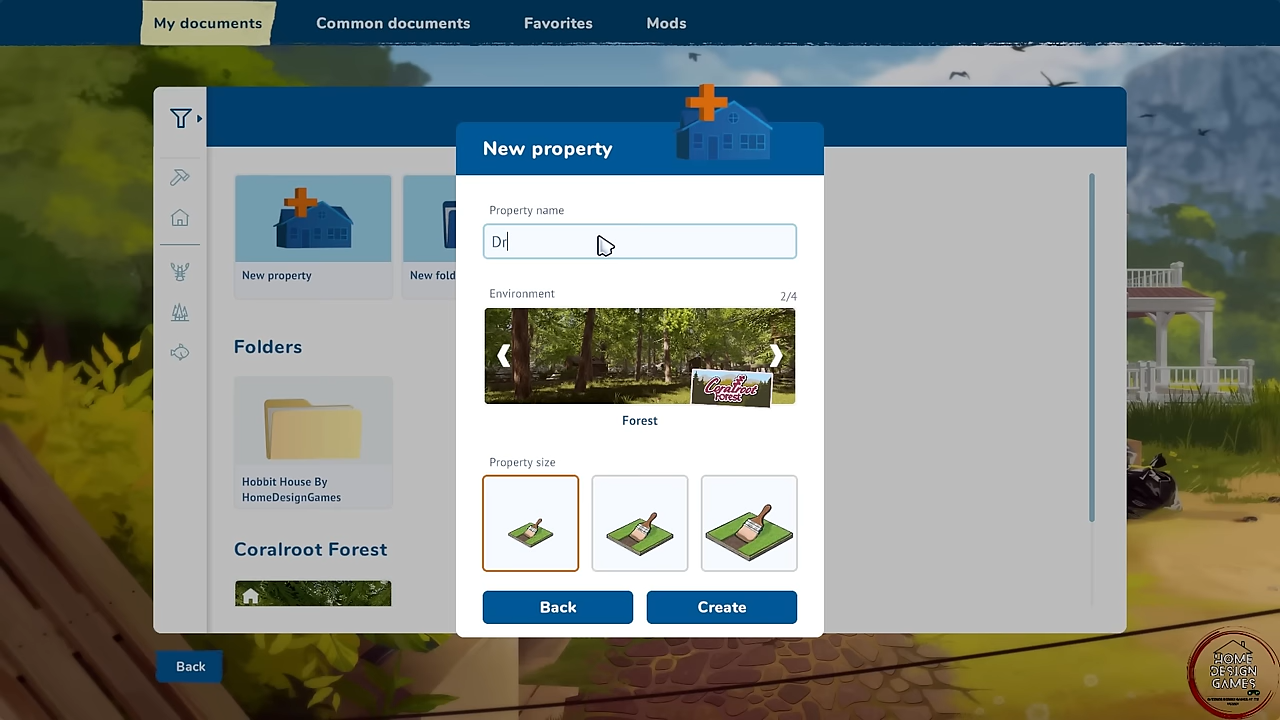 My documents
Common documents
Favorites
Mods
New property
Property name
Dr
Environment
2/4
Coralroot
Forest
Forest
Property size
Back
Create
New property
New fold
Folders
Hobbit House By
HomeDesignGames
Coralroot Forest
Back
HOME
DESIGN
GAMES